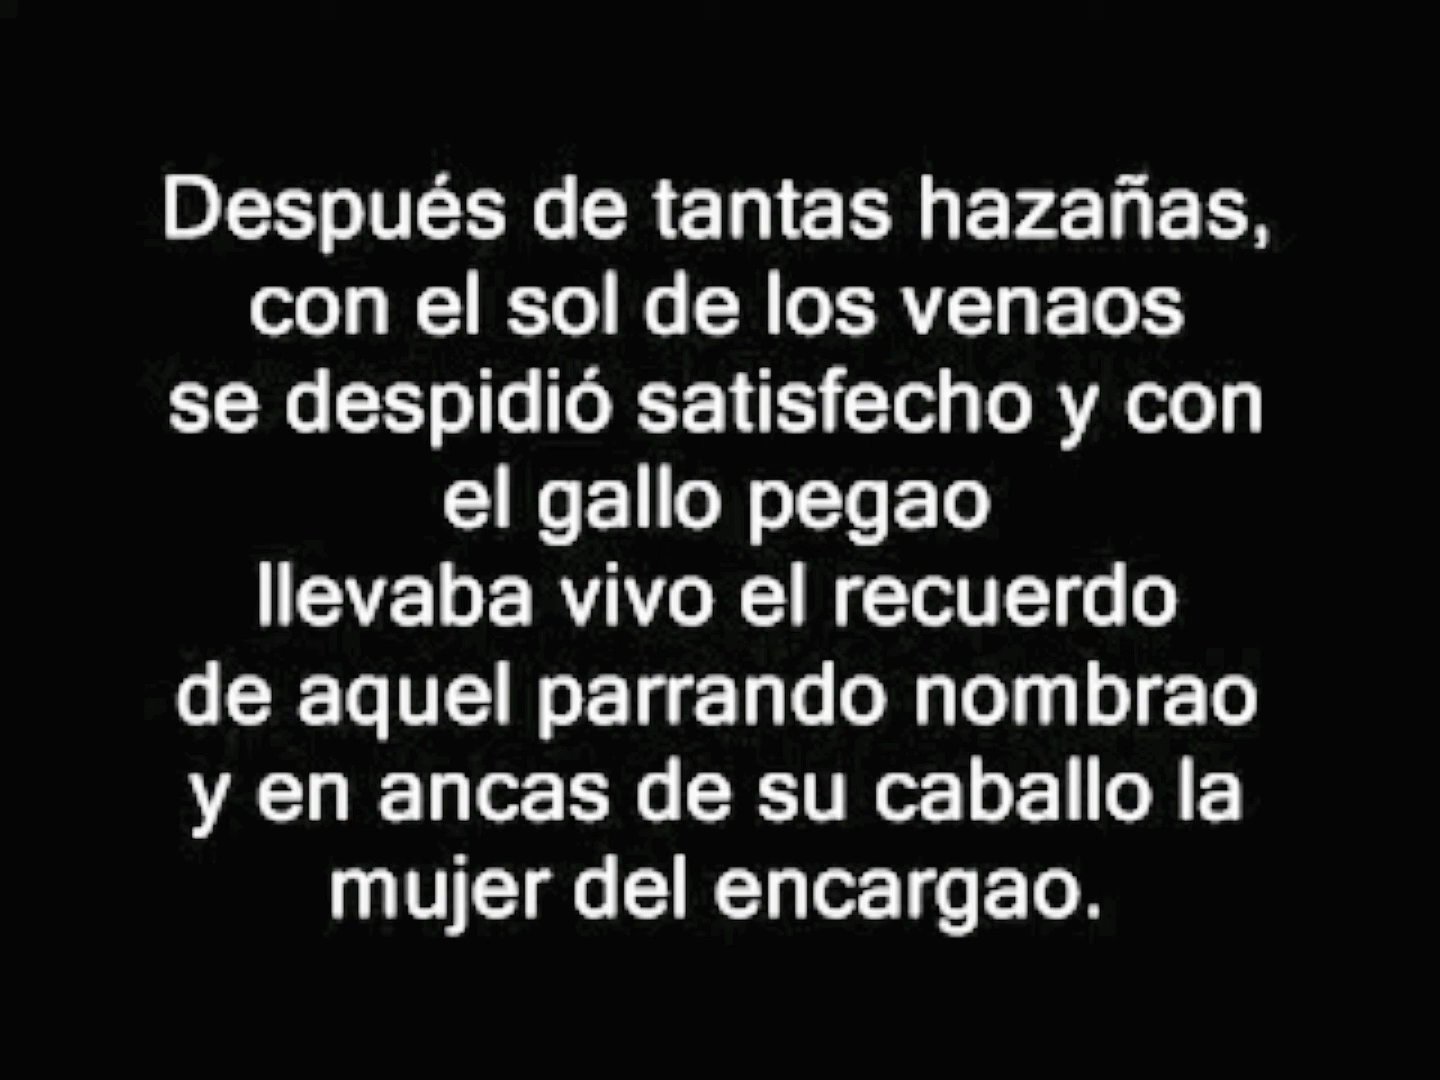 Después de tantas hazañas,
con el sol de los venaos
se despidió satisfecho y con
el gallo pegao
llevaba vivo el recuerdo
de aquel parrando nombrao
y en ancas de su caballo la
mujer del encargao.